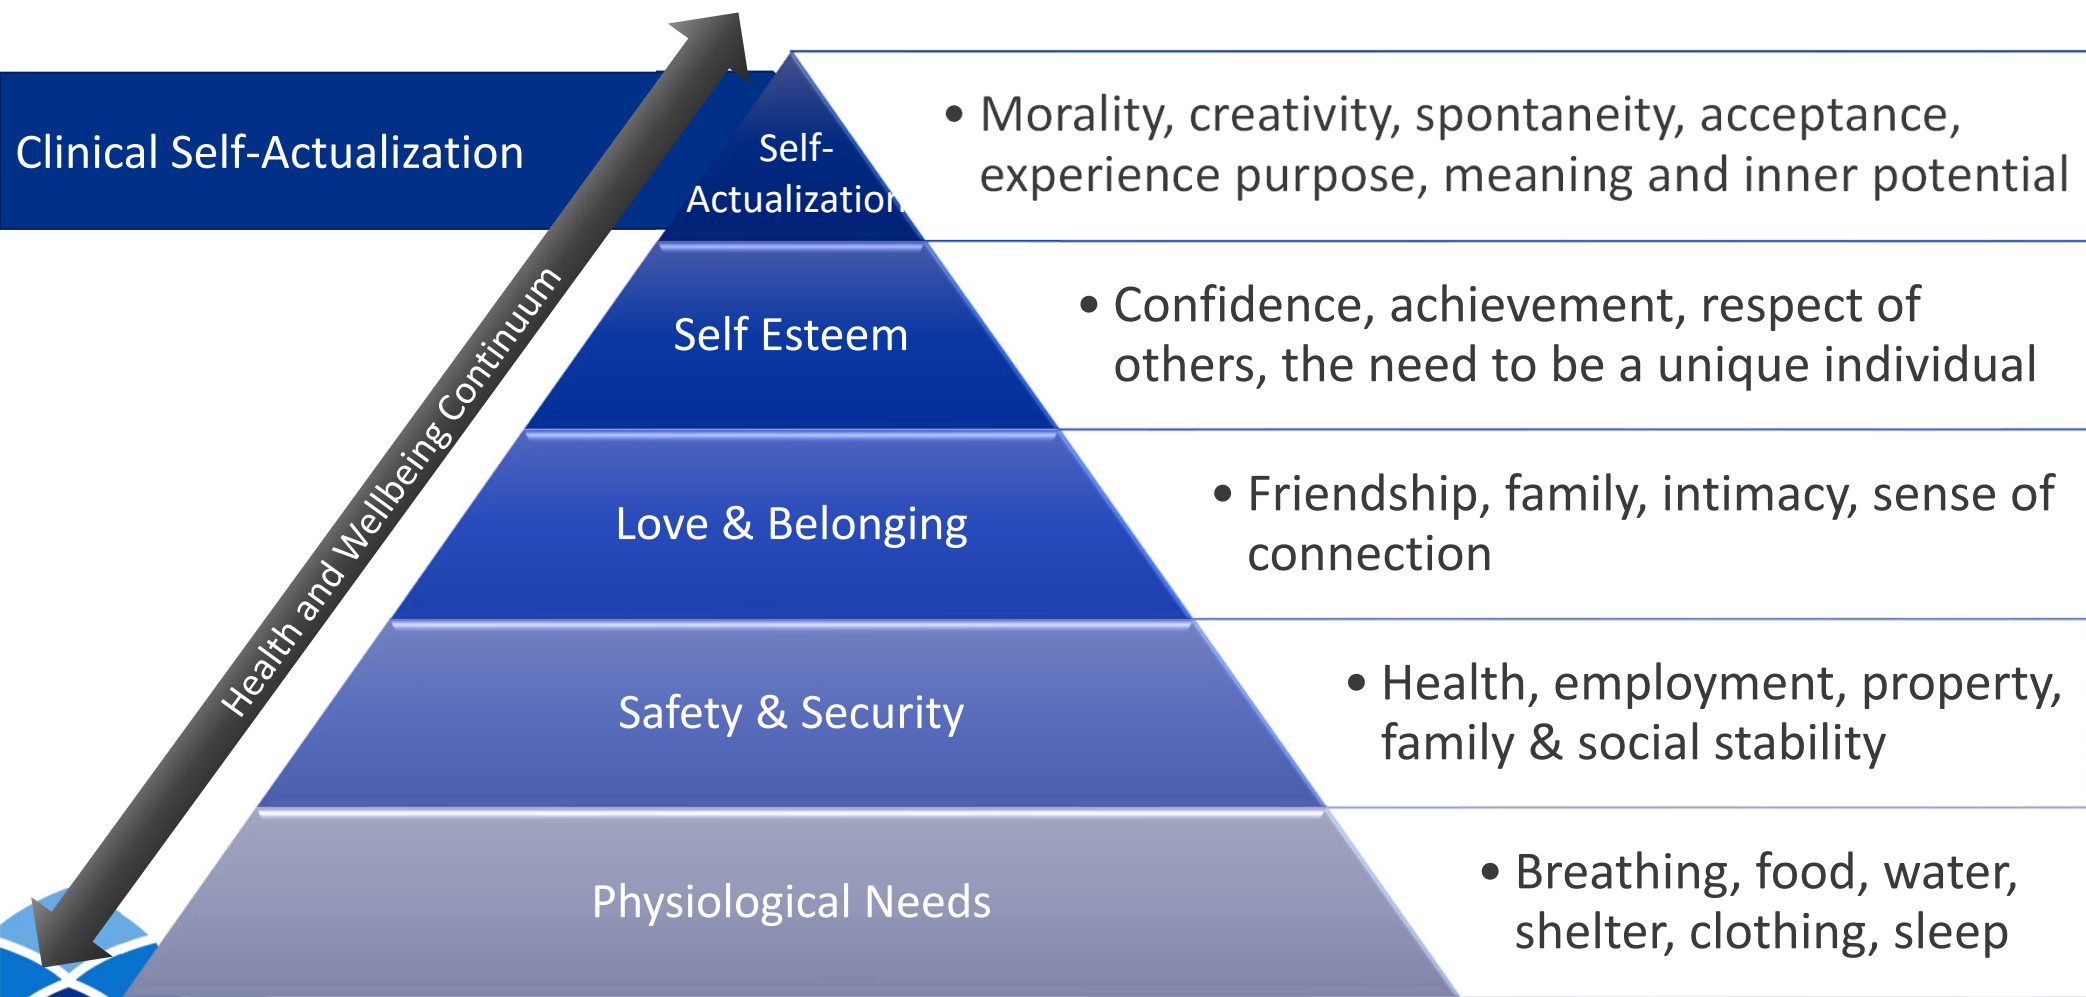 Clinical Self-Actualization
Health and Wellbeing Continuum
Self-
Actualization
• Morality, creativity, spontaneity, acceptance,
experience purpose, meaning and inner potential
Self Esteem
• Confidence, achievement, respect of
others, the need to be a unique individual
Love & Belonging
• Friendship, family, intimacy, sense of
connection
Safety & Security
• Health, employment, property,
family & social stability
Physiological Needs
• Breathing, food, water,
shelter, clothing, sleep